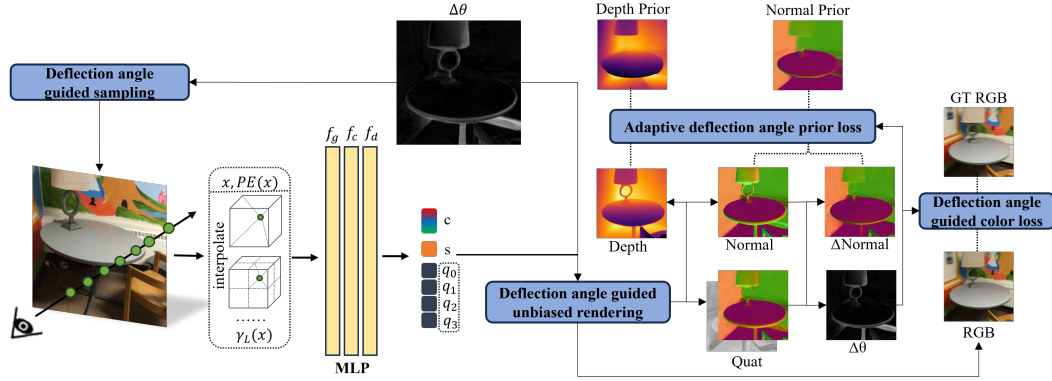 Δθ
Depth Prior
Normal Prior
Deflection angle
guided sampling
GT RGB
Adaptive deflection angle prior loss
f_g f_c f_d
x, PE(x)
interpolate
......
γ_L(x)
MLP
c
s
q_0
q_1
q_2
q_3
Deflection angle
guided color loss
Depth
Normal
ΔNormal
Deflection angle guided
unbiased rendering
Quat
Δθ
RGB